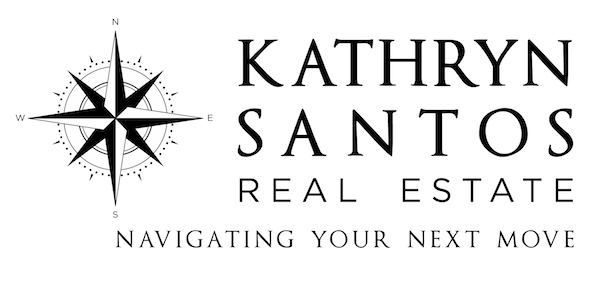 N
W
E
S
KATHRYN
SANTOS
REAL ESTATE
NAVIGATING YOUR NEXT MOVE